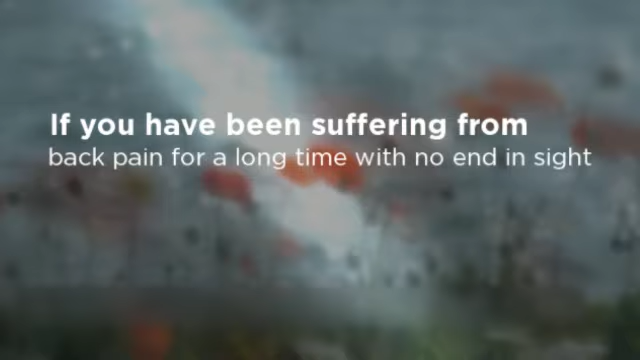 If you have been suffering from
back pain for a long time with no end in sight